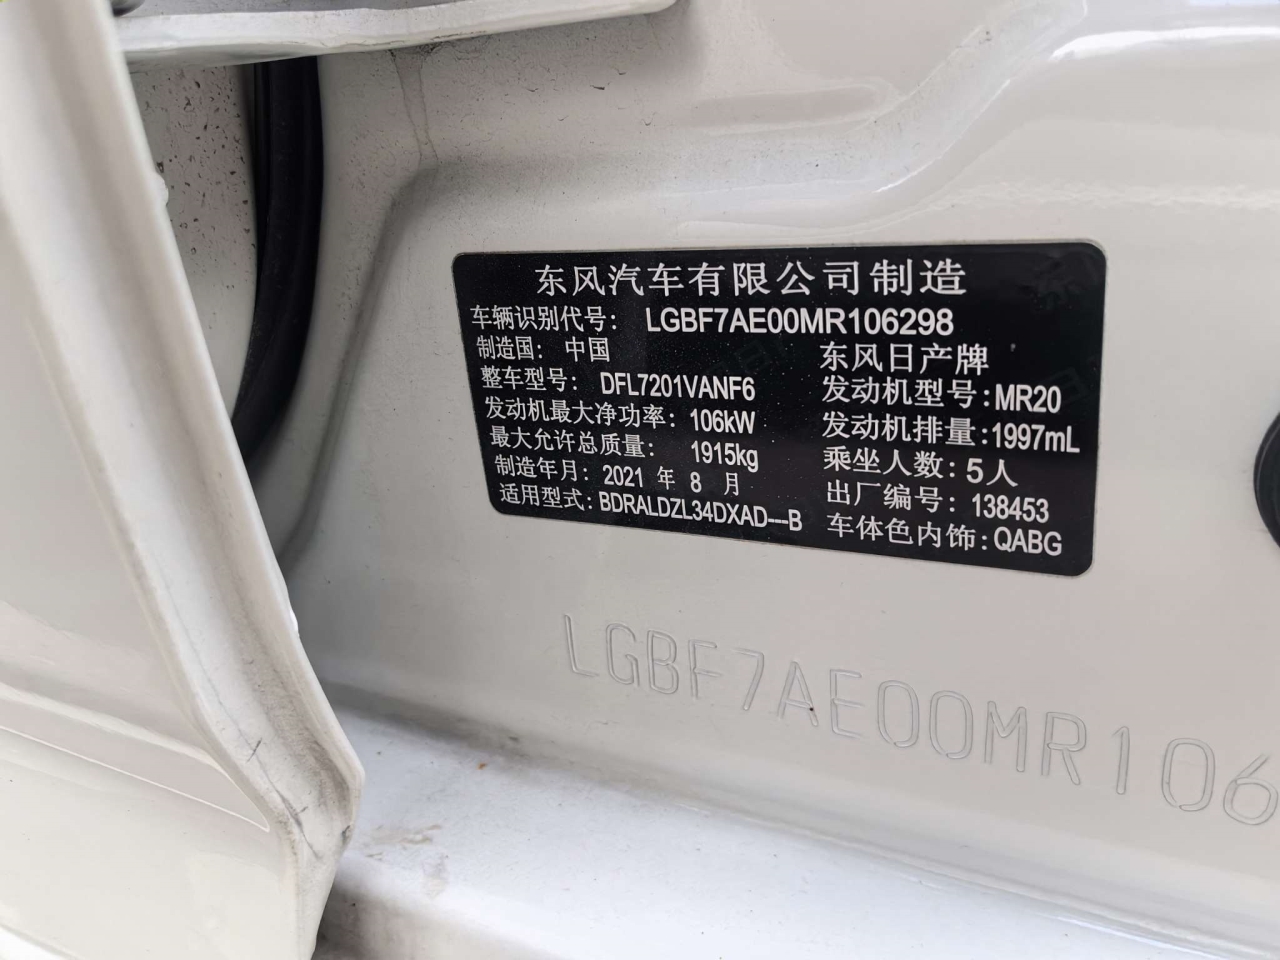 东风汽车有限公司制造
车辆识别代号: LGBF7AE00MR106298
制造国: 中国 东风日产牌
整车型号: DFL7201VANF6 发动机型号: MR20
发动机最大净功率: 106kW 发动机排量: 1997mL
最大允许总质量: 1915kg 乘坐人数: 5人
制造年月: 2021 年 8 月 出厂编号: 138453
适用型式: BDRALDZL34DXAD---B 车体色内饰: QABG
LGBF7AE00MR106